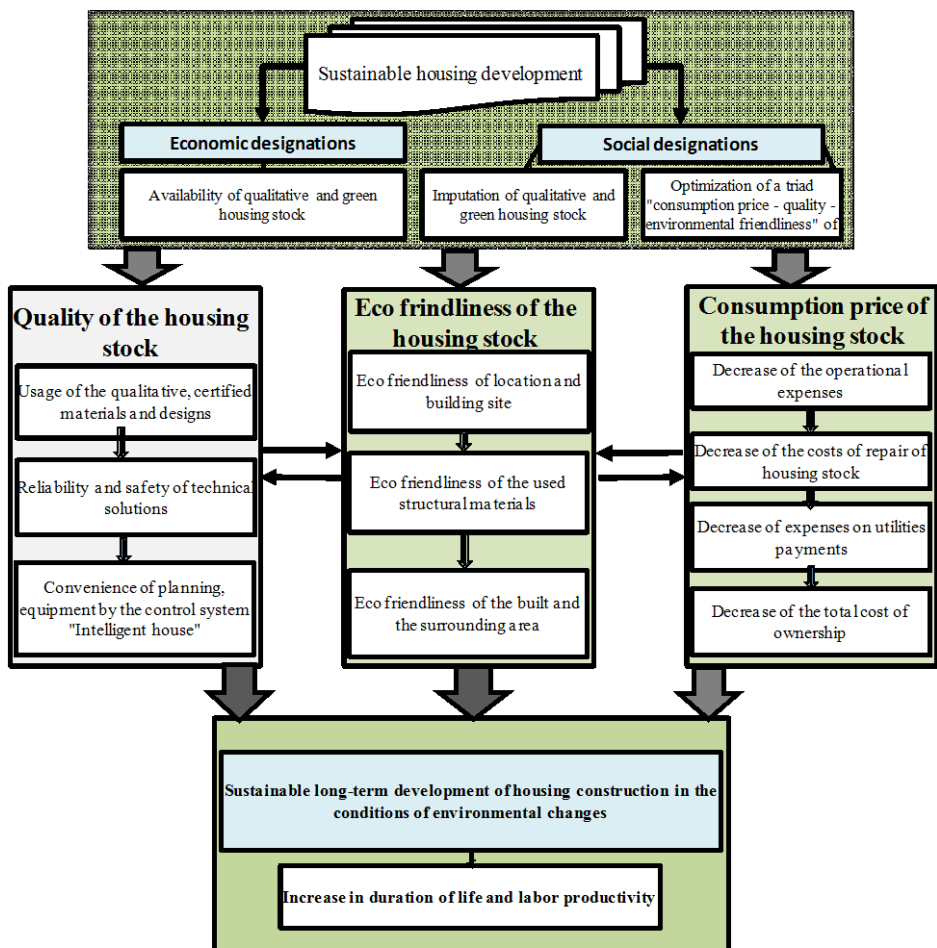 Sustainable housing development
Economic designations
Social designations
Availability of qualitative and green
housing stock
Imputation of qualitative and
green housing stock
Optimization of a triad
"consumption price - quality -
environmental friendliness" of
Quality of the housing
stock
Usage of the qualitative, certified
materials and designs
Reliability and safety of technical
solutions
Convenience of planning,
equipment by the control system
"Intelligent house"
Eco frindliness of the
housing stock
Eco friendliness of location and
building site
Eco friendliness of the used
structural materials
Eco friendliness of the built and
the surrounding area
Consumption price of
the housing stock
Decrease of the operational
expenses
Decrease of the costs of repair of
housing stock
Decrease of expenses on utilities
payments
Decrease of the total cost of
ownership
Sustainable long-term development of housing construction in the
conditions of environmental changes
Increase in duration of life and labor productivity